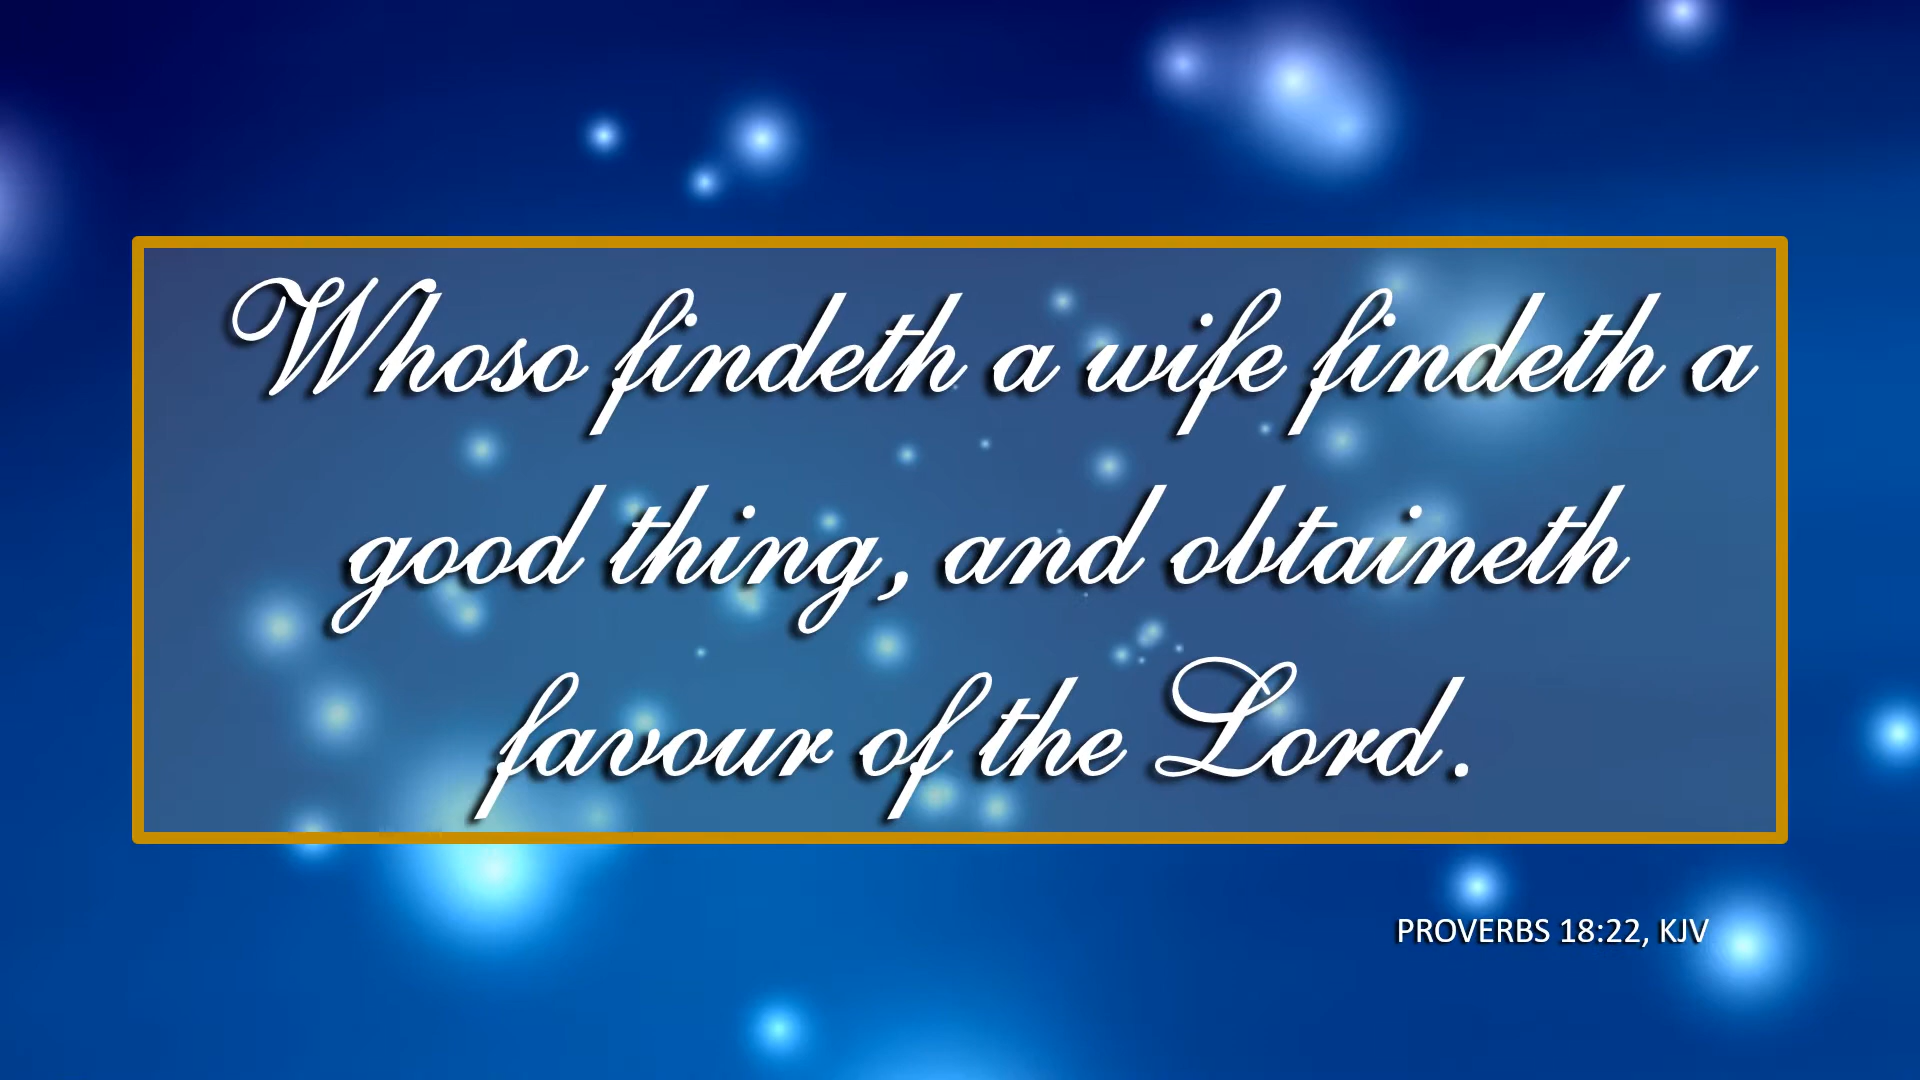 Whoso findeth a wife findeth a
good thing, and obtaineth
favour of the Lord.
PROVERBS 18:22, KJV